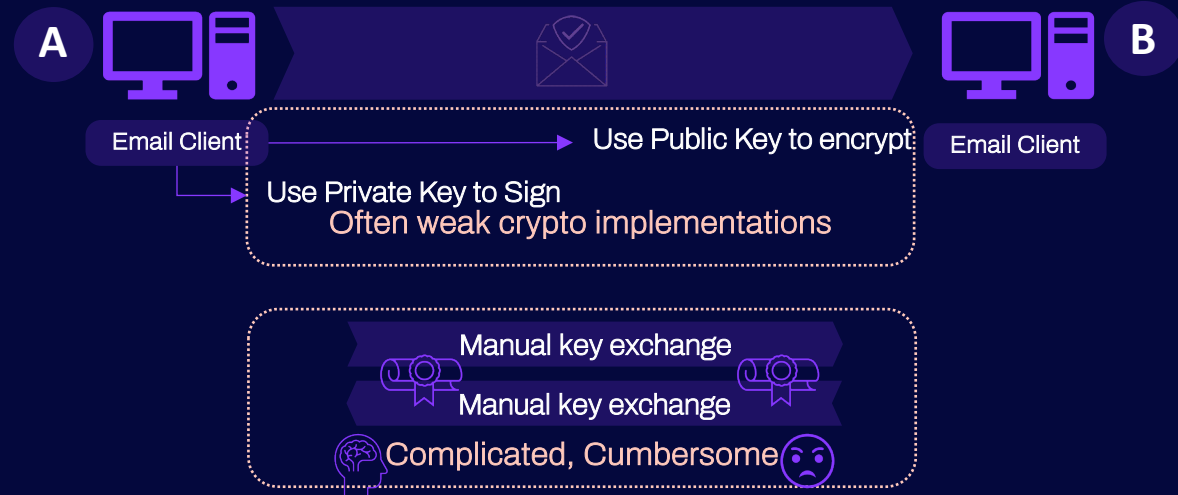 A
B
Email Client
Use Public Key to encrypt
Email Client
Use Private Key to Sign
Often weak crypto implementations
Manual key exchange
Manual key exchange
Complicated, Cumbersome